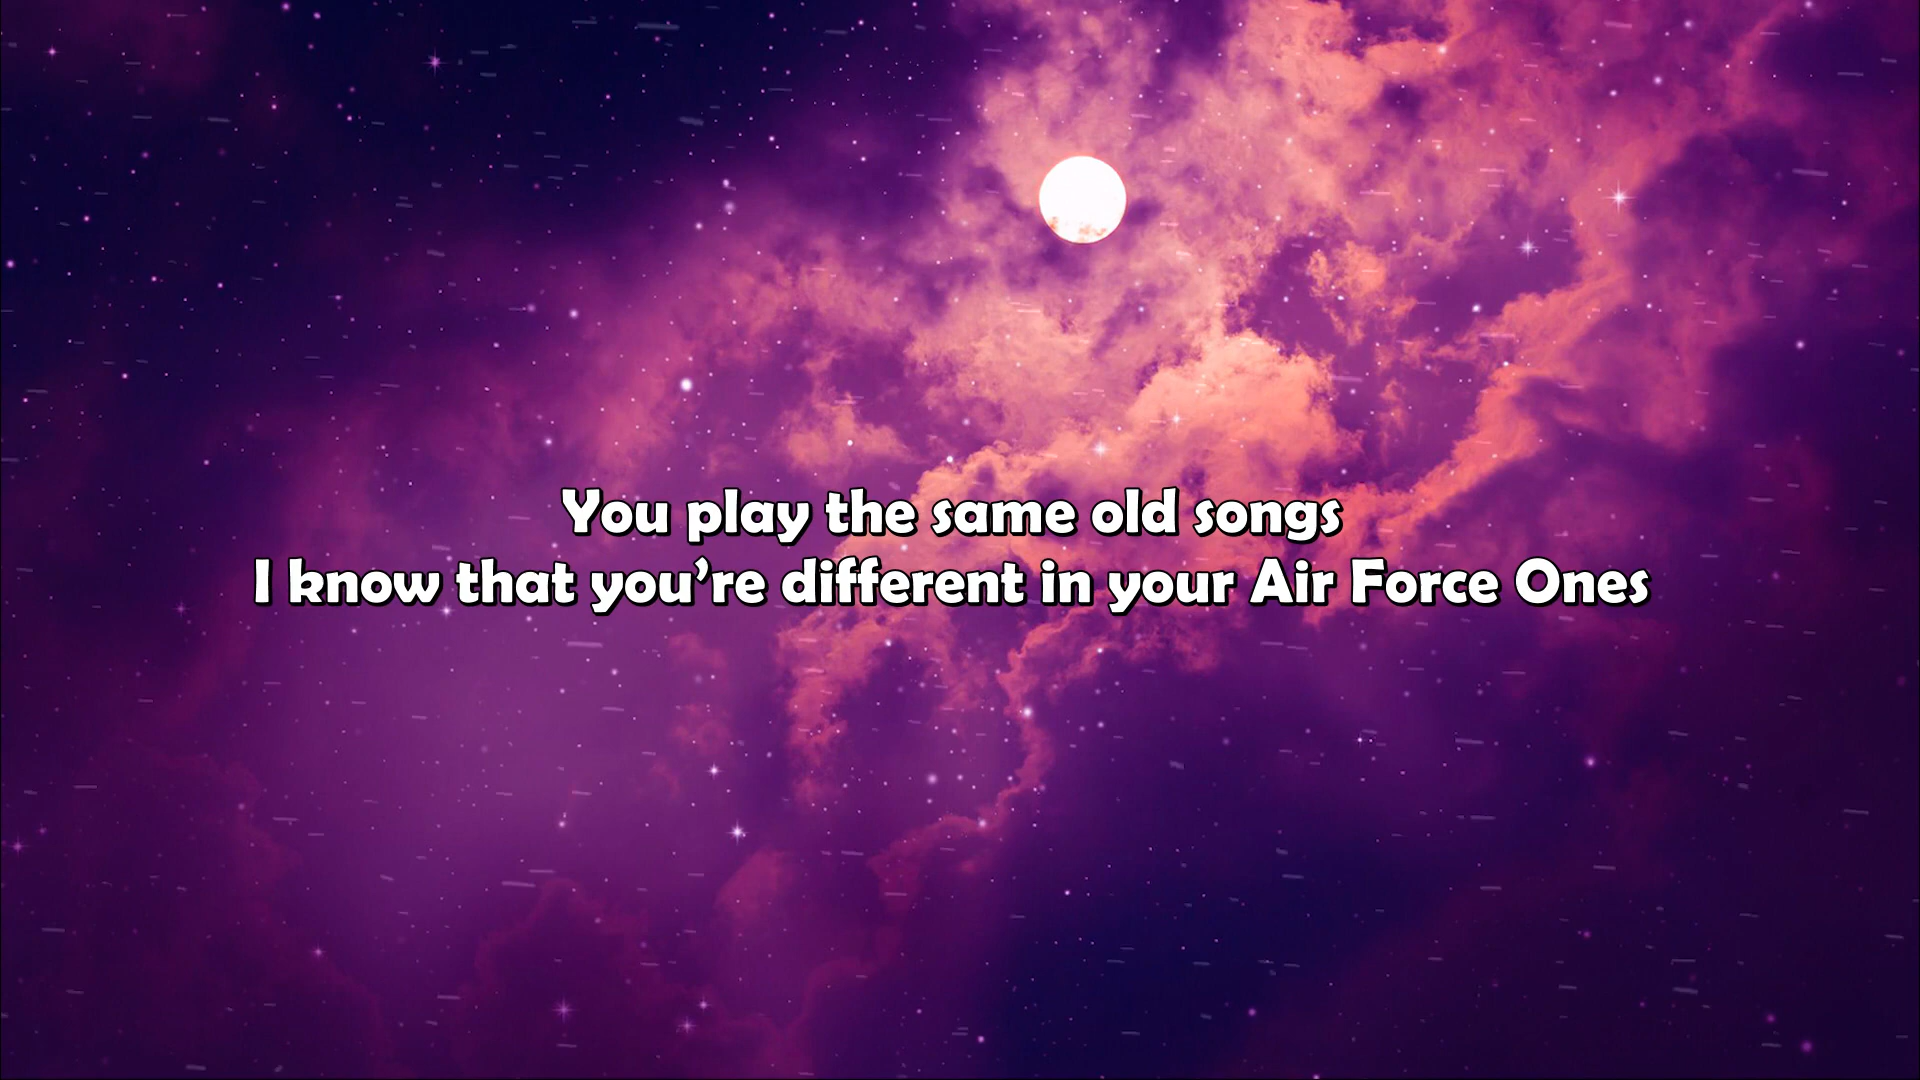 You play the same old songs
I know that you’re different in your Air Force Ones